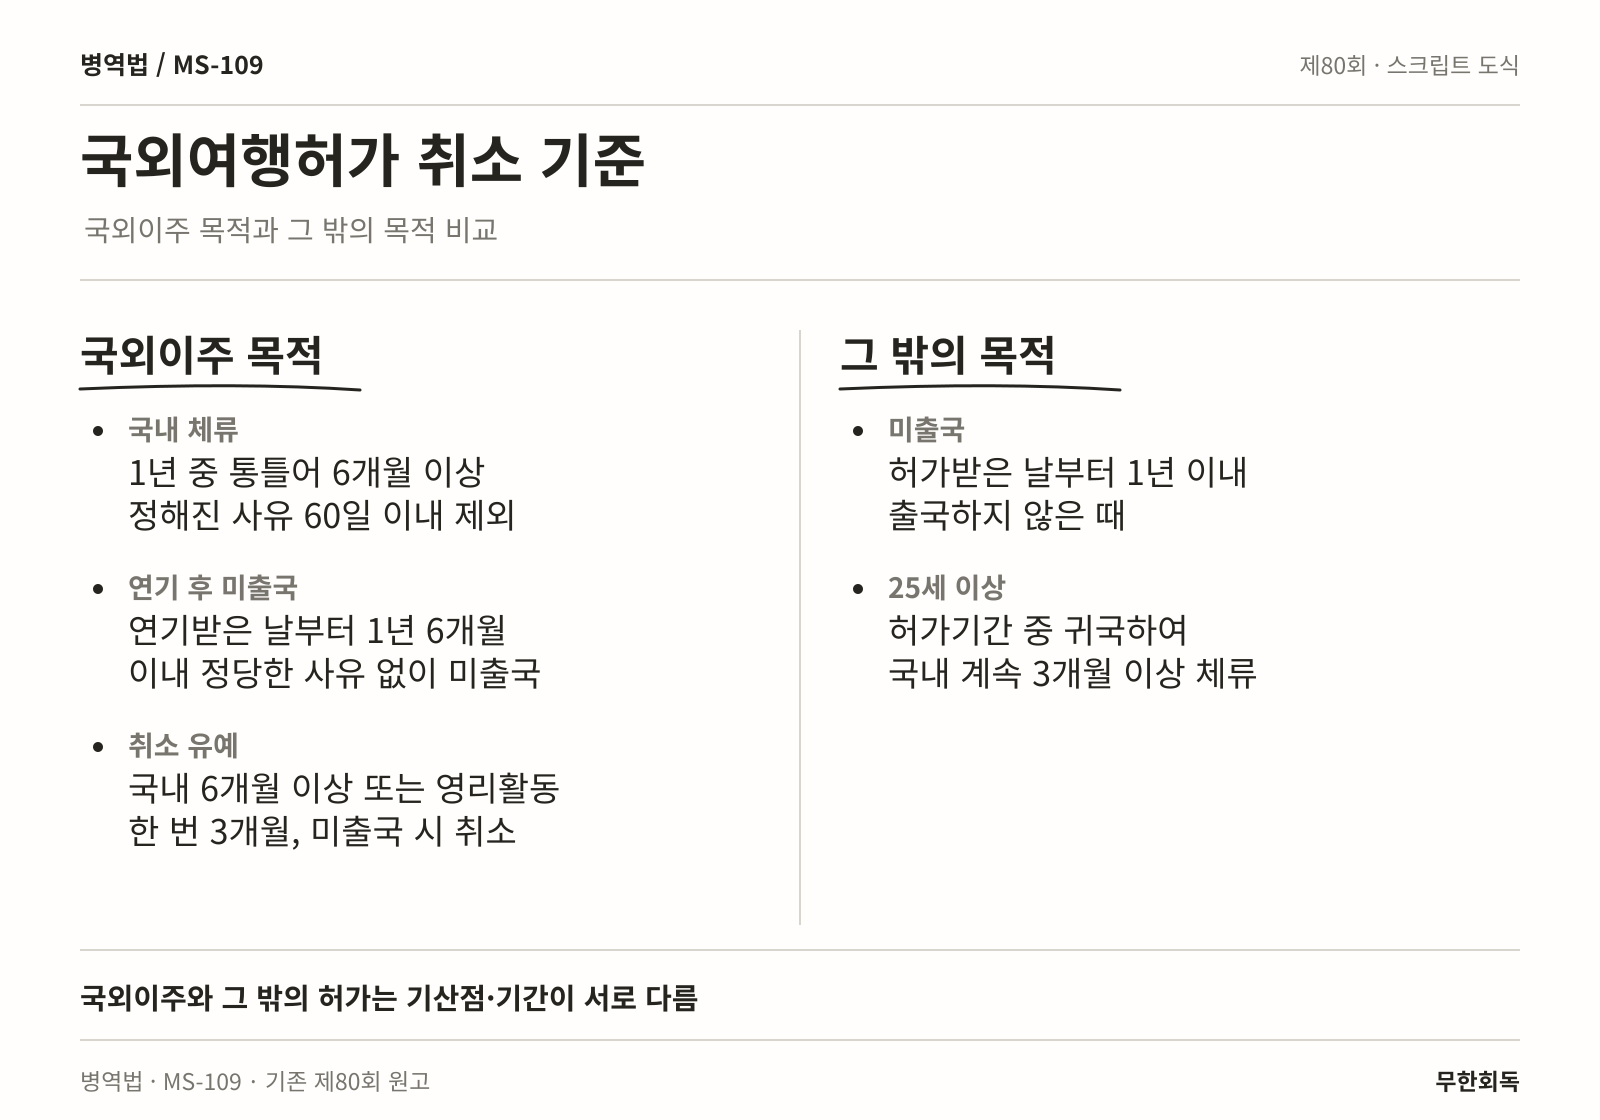 병역법 / MS-109
제80회 · 스크립트 도식
국외여행허가 취소 기준
국외이주 목적과 그 밖의 목적 비교
국외이주 목적
• 국내 체류
1년 중 통틀어 6개월 이상
정해진 사유 60일 이내 제외
• 연기 후 미출국
연기받은 날부터 1년 6개월
이내 정당한 사유 없이 미출국
• 취소 유예
국내 6개월 이상 또는 영리활동
한 번 3개월, 미출국 시 취소
그 밖의 목적
• 미출국
허가받은 날부터 1년 이내
출국하지 않은 때
• 25세 이상
허가기간 중 귀국하여
국내 계속 3개월 이상 체류
국외이주와 그 밖의 허가는 기산점·기간이 서로 다름
병역법 · MS-109 · 기존 제80회 원고
무한회독